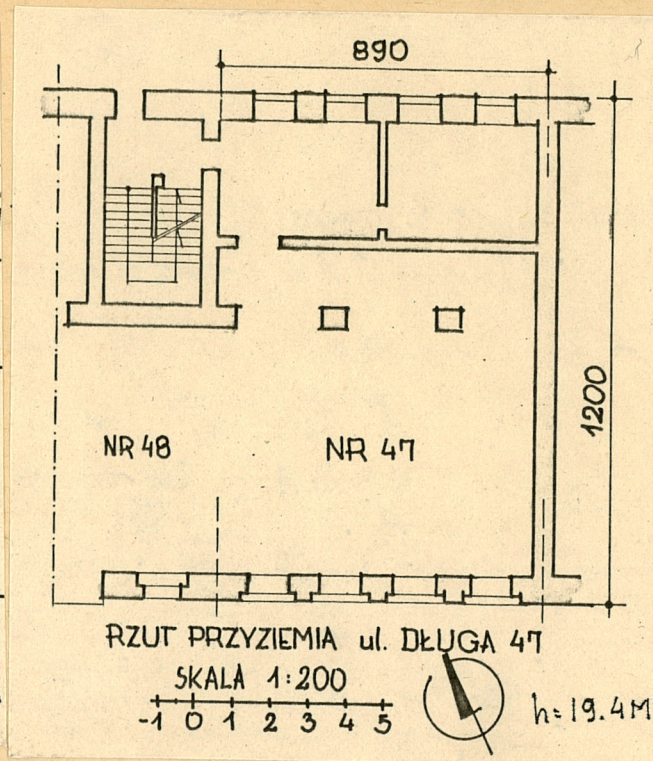 890
1200
NR 48
NR 47
RZUT PRZYZIEMIA ul. DŁUGA 47
SKALA 1:200
-1 0 1 2 3 4 5
h=19.4M